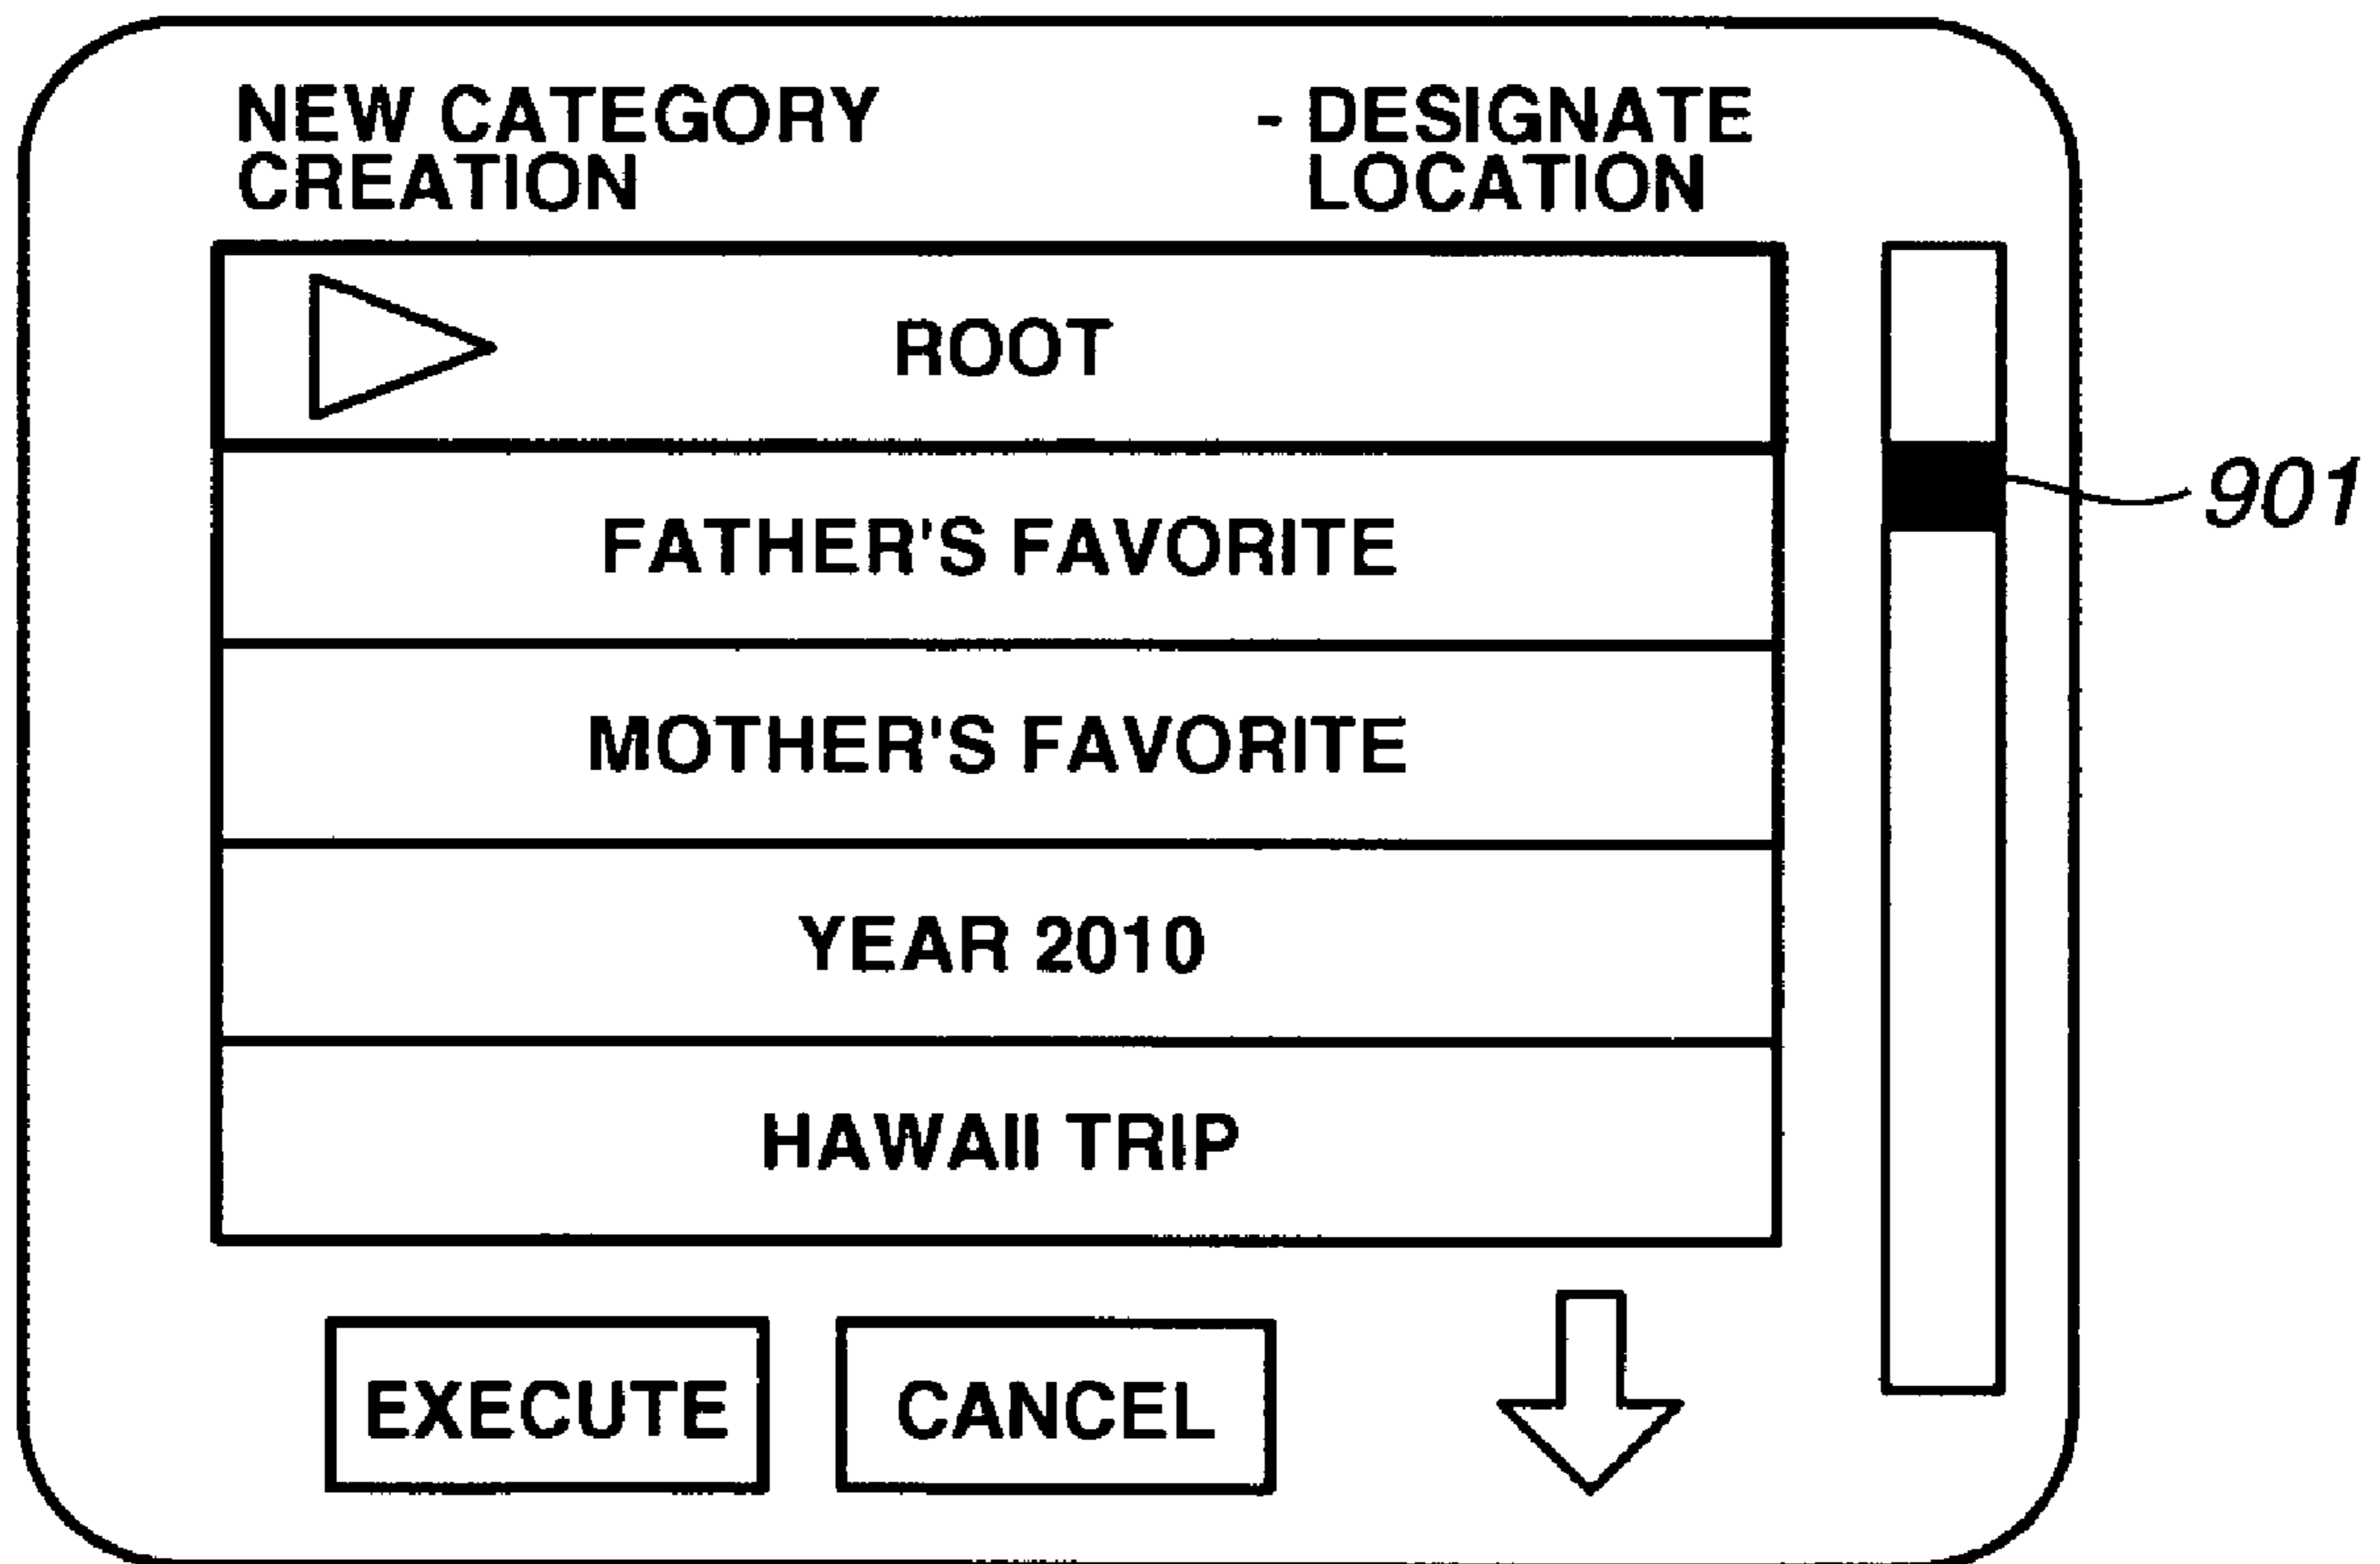 NEW CATEGORY - DESIGNATE
CREATION LOCATION
ROOT
901
FATHER'S FAVORITE
MOTHER'S FAVORITE
YEAR 2010
HAWAII TRIP
EXECUTE CANCEL